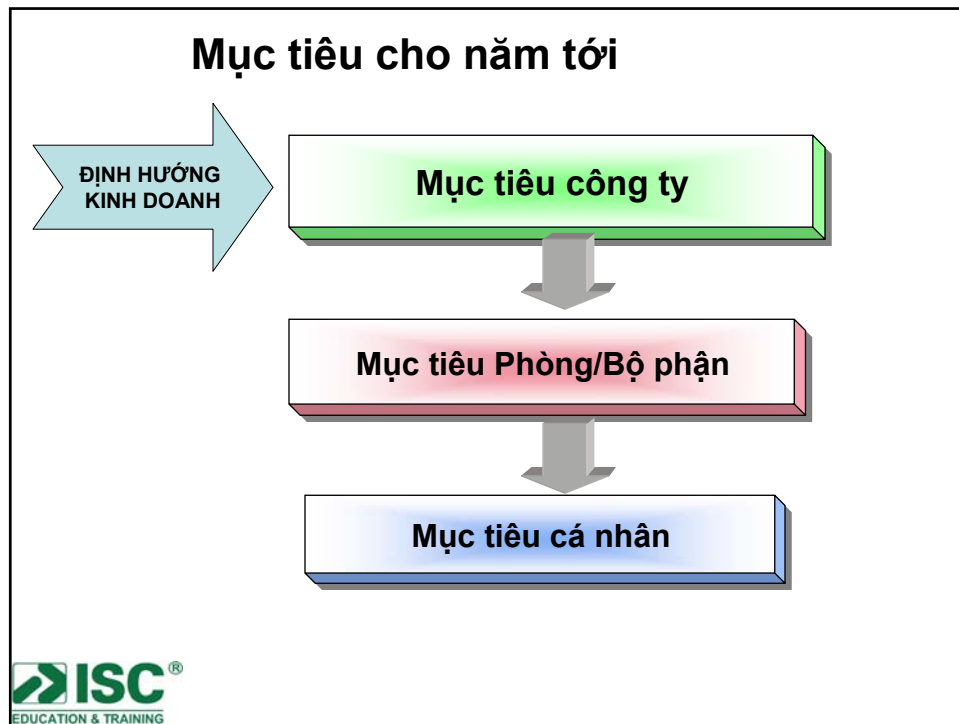 Mục tiêu cho năm tới
ĐỊNH HƯỚNG
KINH DOANH
Mục tiêu công ty
Mục tiêu Phòng/Bộ phận
Mục tiêu cá nhân
ISC®
EDUCATION & TRAINING